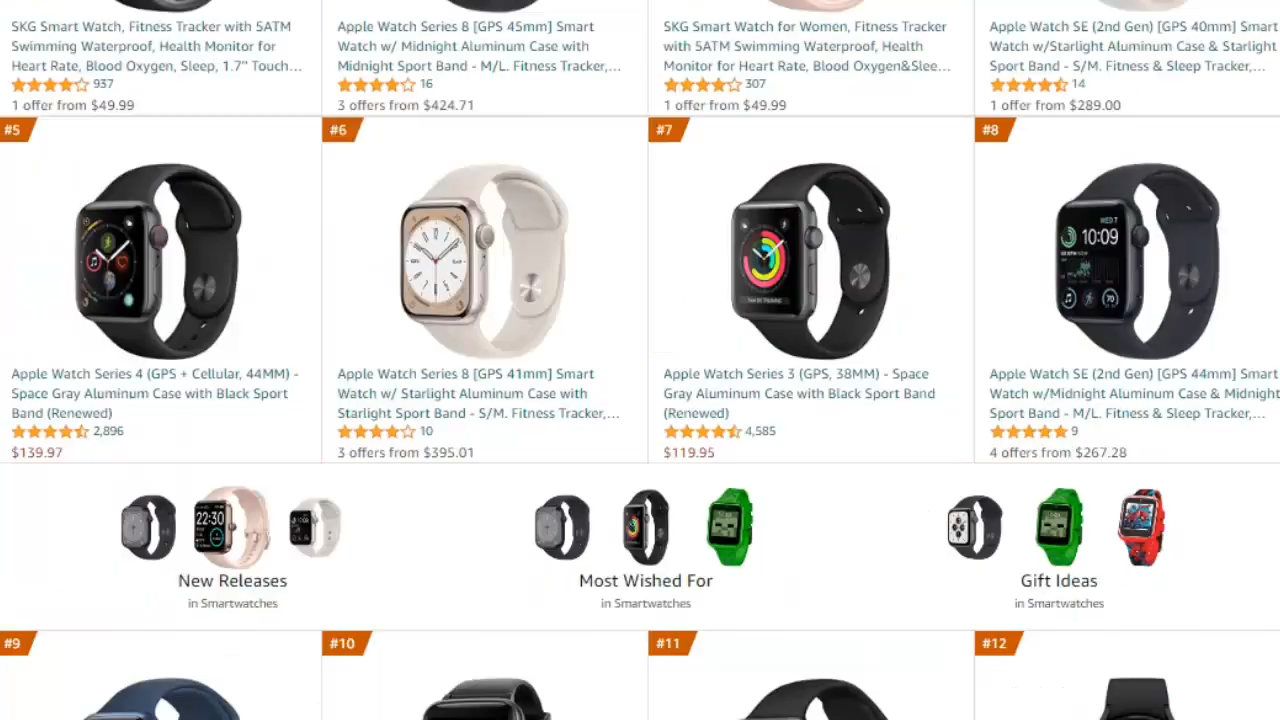 SKG Smart Watch, Fitness Tracker with 5ATM
Swimming Waterproof, Health Monitor for
Heart Rate, Blood Oxygen, Sleep, 1.7" Touch...
937
1 offer from $49.99
Apple Watch Series 8 [GPS 45mm] Smart
Watch w/ Midnight Aluminum Case with
Midnight Sport Band - M/L. Fitness Tracker,...
16
3 offers from $424.71
SKG Smart Watch for Women, Fitness Tracker
with 5ATM Swimming Waterproof, Health
Monitor for Heart Rate, Blood Oxygen&Slee...
307
1 offer from $49.99
Apple Watch SE (2nd Gen) [GPS 40mm] Smart
Watch w/Starlight Aluminum Case & Starlight
Sport Band - S/M. Fitness & Sleep Tracker,...
14
1 offer from $289.00
#5
Apple Watch Series 4 (GPS + Cellular, 44MM) -
Space Gray Aluminum Case with Black Sport
Band (Renewed)
2,896
$139.97
#6
Apple Watch Series 8 [GPS 41mm] Smart
Watch w/ Starlight Aluminum Case with
Starlight Sport Band - S/M. Fitness Tracker,...
10
3 offers from $395.01
#7
Apple Watch Series 3 (GPS, 38MM) - Space
Gray Aluminum Case with Black Sport Band
(Renewed)
4,585
$119.95
#8
WED 7
10:09
70
Apple Watch SE (2nd Gen) [GPS 44mm] Smart
Watch w/Midnight Aluminum Case & Midnight
Sport Band - M/L. Fitness & Sleep Tracker,...
9
4 offers from $267.28
22:30
New Releases
in Smartwatches
Most Wished For
in Smartwatches
Gift Ideas
in Smartwatches
#9
#10
#11
#12